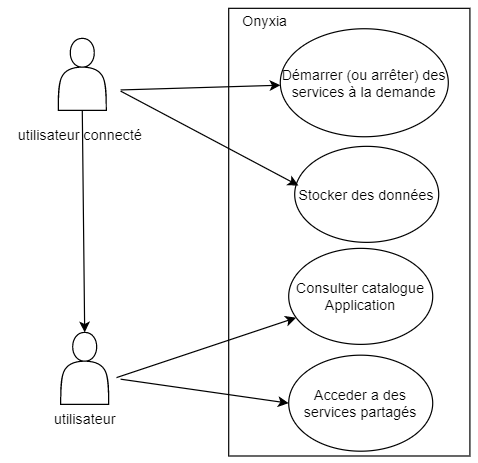 Onyxia
Démarrer (ou arrêter) des
services à la demande
utilisateur connecté
Stocker des données
Consulter catalogue
Application
Acceder a des
services partagés
utilisateur